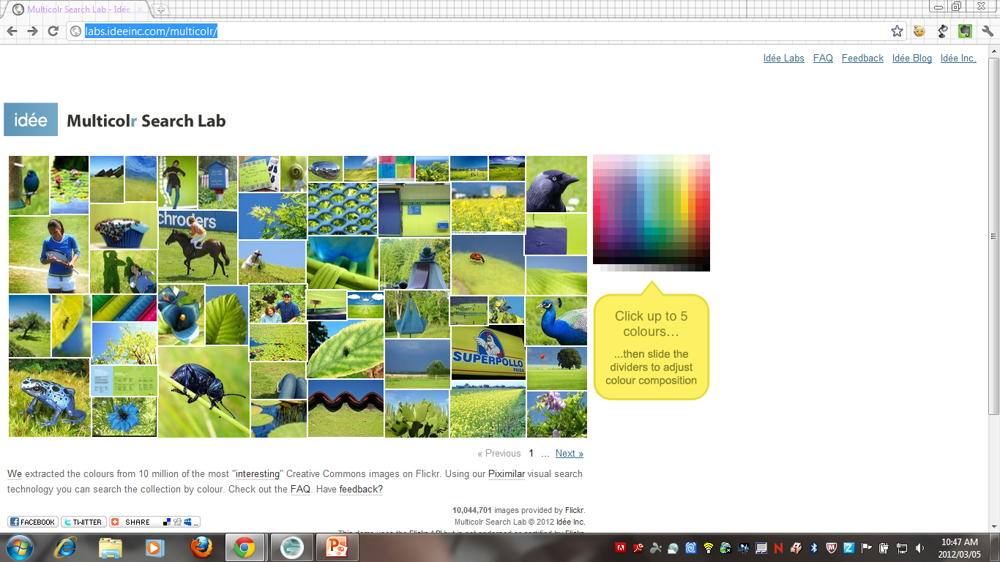 Multicolr Search Lab - Idée
labs.ideeinc.com/multicolr/
Idée Labs FAQ Feedback Idée Blog Idée Inc.
idée Multicolr Search Lab
chroders
SUPERPOLLO
PAISA
Click up to 5
colours…
...then slide the
dividers to adjust
colour composition
« Previous 1 ... Next »
We extracted the colours from 10 million of the most "interesting" Creative Commons images on Flickr. Using our Piximilar visual search
technology you can search the collection by colour. Check out the FAQ. Have feedback?
10,044,701 images provided by Flickr.
Multicolr Search Lab © 2012 Idée Inc.
This demo uses the Flickr API but is not endorsed or certified by Flickr.
FACEBOOK TWITTER SHARE ...
10:47 AM
2012/03/05